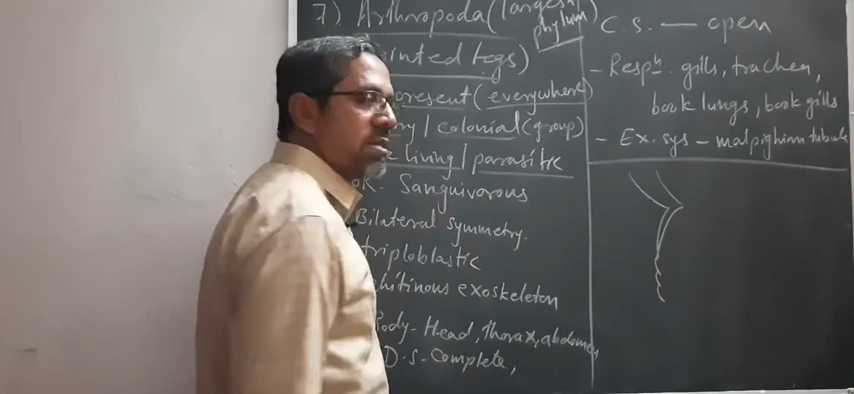 7) Arthropoda (largest phylum)
jointed legs)
present (everywhere)
/ colonial (group)
living / parasitic
Sanguivorous
Bilateral symmetry.
triploblastic
chitinous exoskeleton
Body - Head, thorax, abdomen
D.S - Complete,
C.S. — open
- Respn. gills, trachea,
book lungs, book gills
- Ex. sys - malpighian tubule